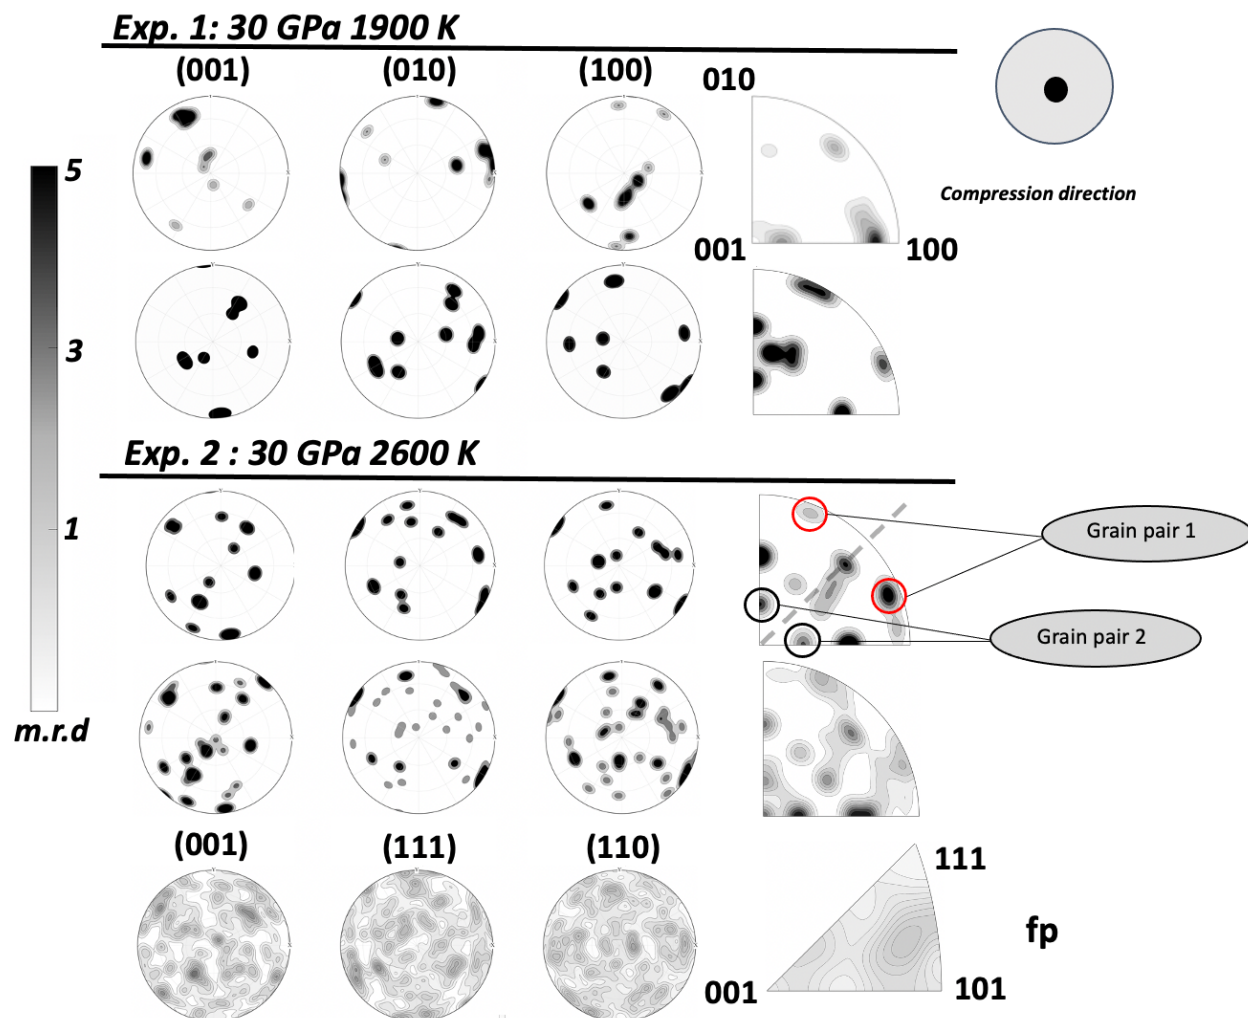 Exp. 1: 30 GPa 1900 K
(001) (010) (100) 010
5
3
1
m.r.d
Compression direction
001 100
Exp. 2 : 30 GPa 2600 K
Grain pair 1
Grain pair 2
(001) (111) (110)
111
fp
001 101